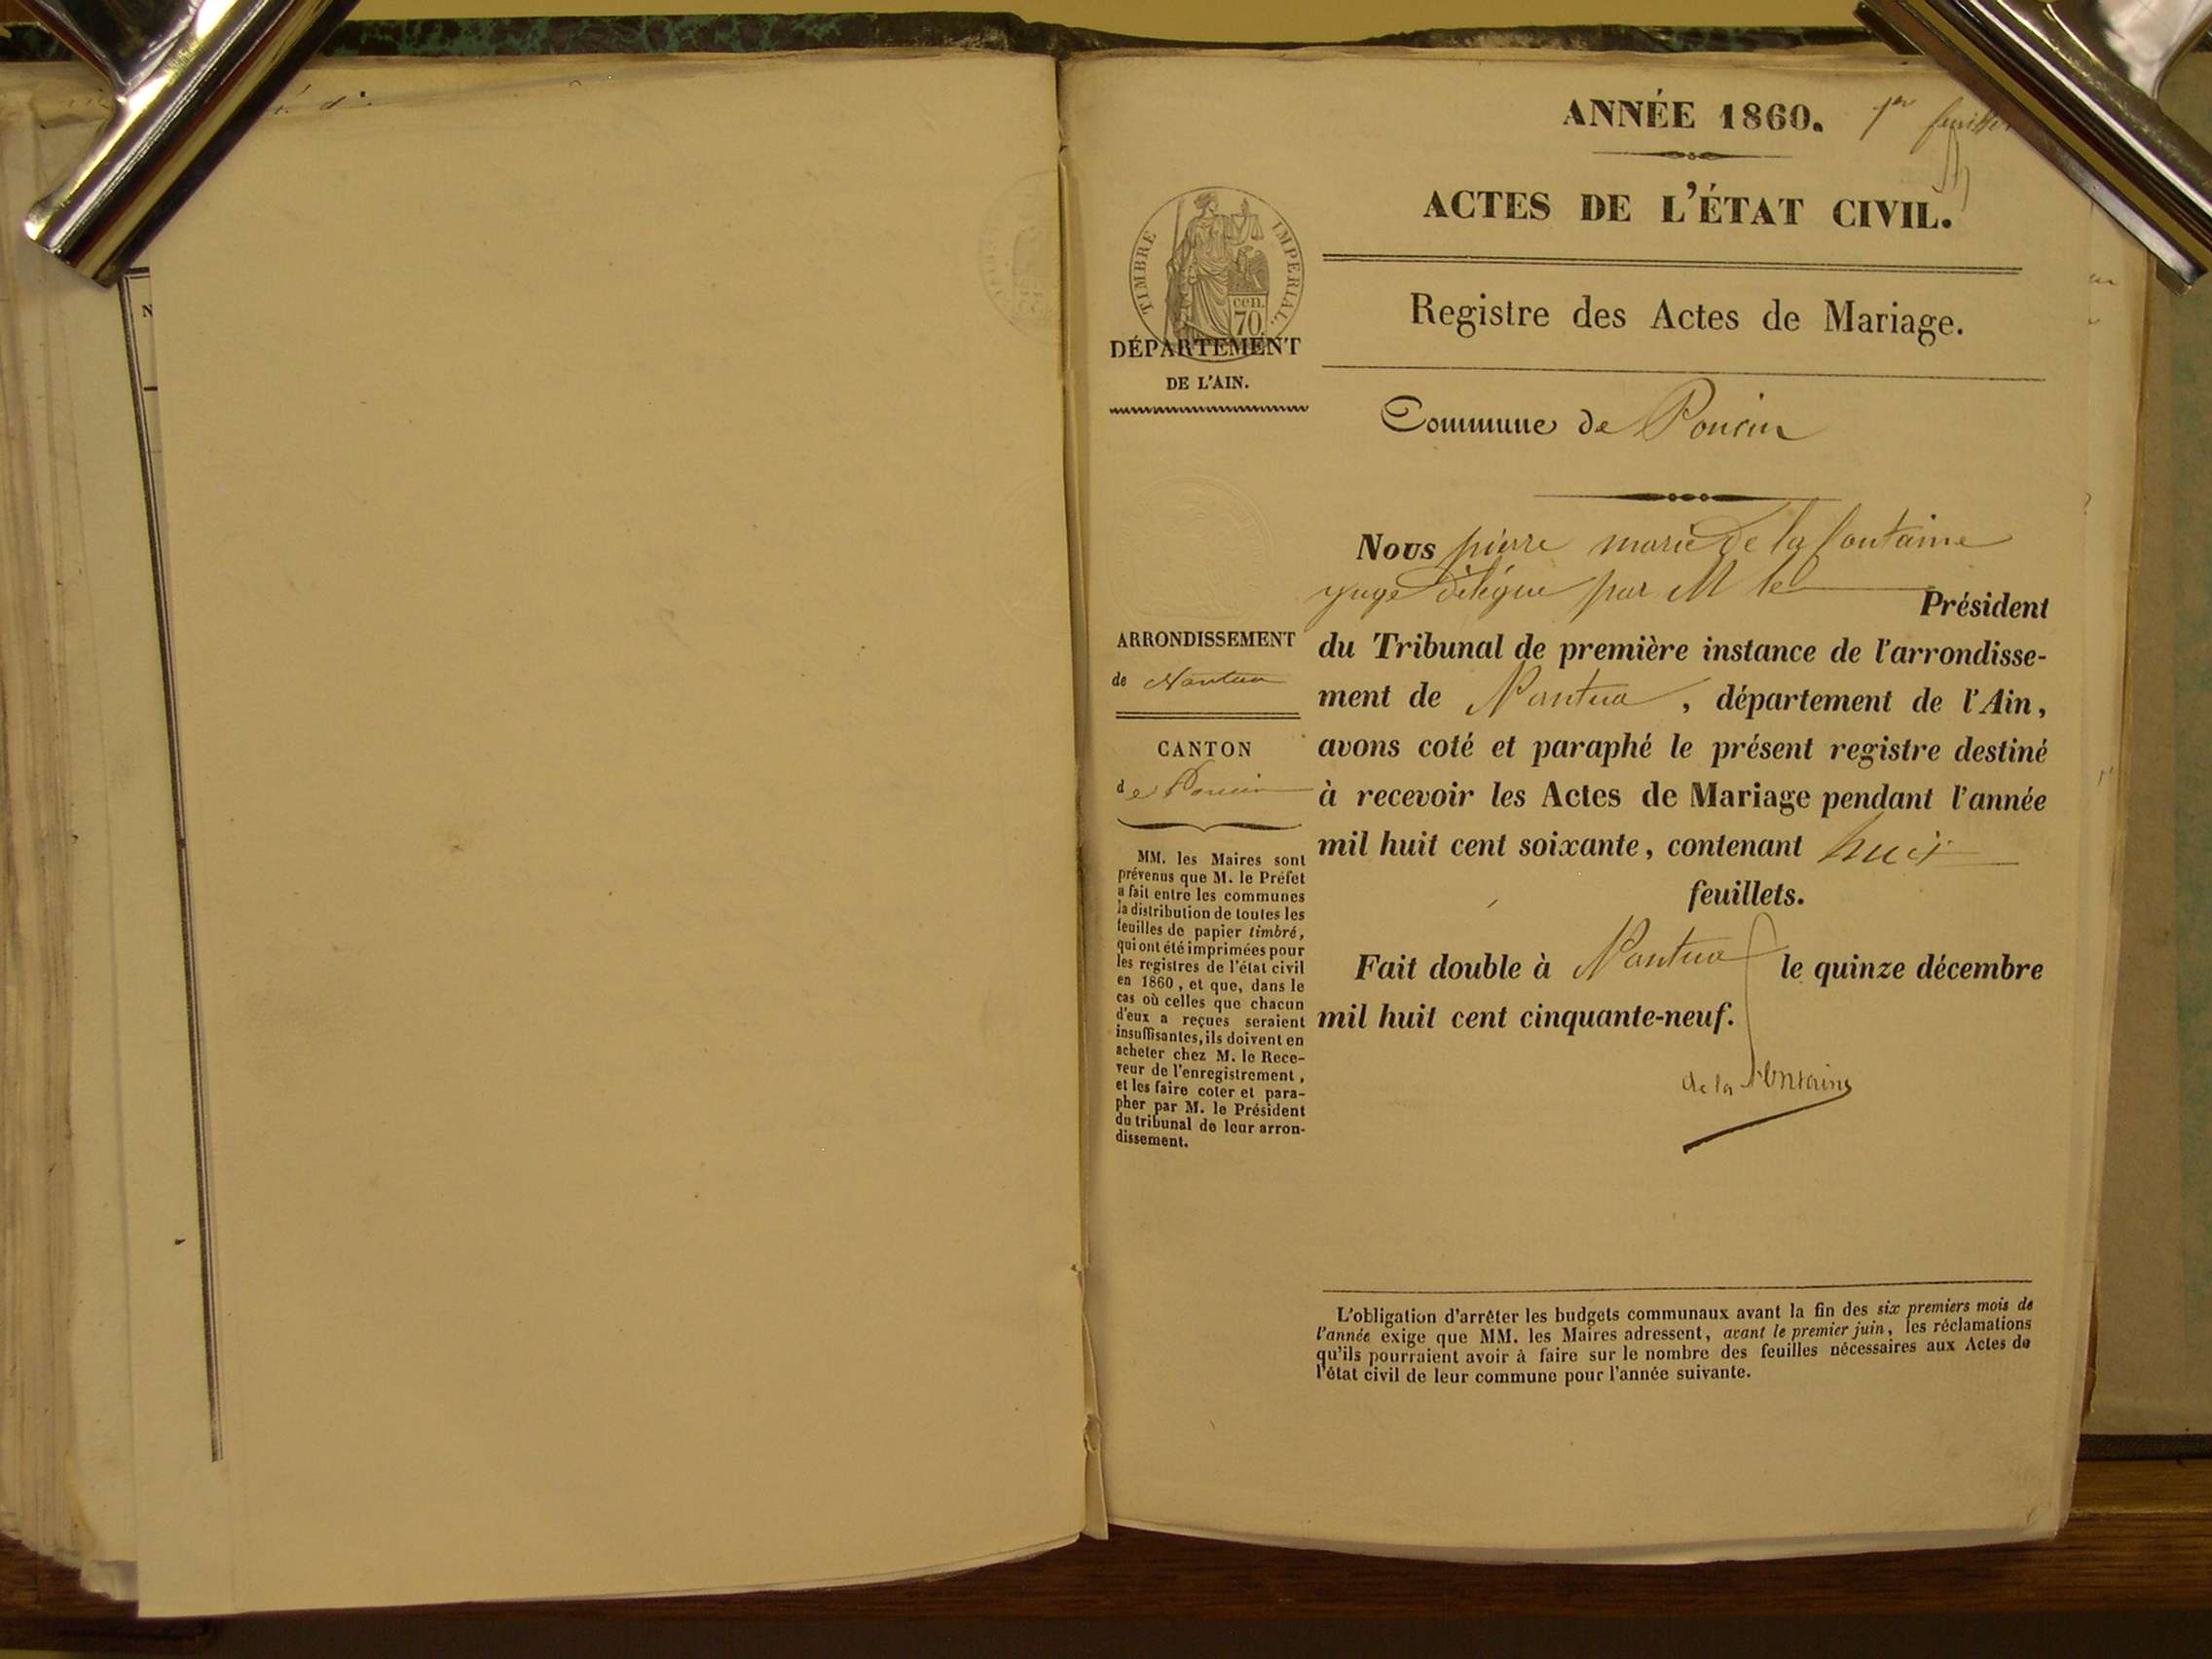 ANNÉE 1860. 1er feuillet
ACTES DE L'ÉTAT CIVIL.
Registre des Actes de Mariage.
TIMBRE IMPERIAL.
cen.
70.
DÉPARTEMENT
DE L'AIN.
Commune de Poncin
ARRONDISSEMENT
de Nantua
CANTON
de Poncin
MM. les Maires sont
prévenus que M. le Préfet
a fait entre les communes
la distribution de toutes les
feuilles de papier timbré,
qui ont été imprimées pour
les registres de l'état civil
en 1860, et que, dans le
cas où celles que chacun
d'eux a reçues seraient
insuffisantes, ils doivent en
acheter chez M. le Rece-
veur de l'enregistrement,
et les faire coter et para-
pher par M. le Président
du tribunal de leur arron-
dissement.
Nous pierre marie de la fontaine
yuge délégue par M le Président
du Tribunal de première instance de l'arrondisse-
ment de Nantua, département de l'Ain,
avons coté et paraphé le présent registre destiné
à recevoir les Actes de Mariage pendant l'année
mil huit cent soixante, contenant huit
feuillets.
Fait double à Nantua le quinze décembre
mil huit cent cinquante-neuf.
de la fontaine
L'obligation d'arrêter les budgets communaux avant la fin des six premiers mois de
l'année exige que MM. les Maires adressent, avant le premier juin, les réclamations
qu'ils pourraient avoir à faire sur le nombre des feuilles nécessaires aux Actes de
l'état civil de leur commune pour l'année suivante.